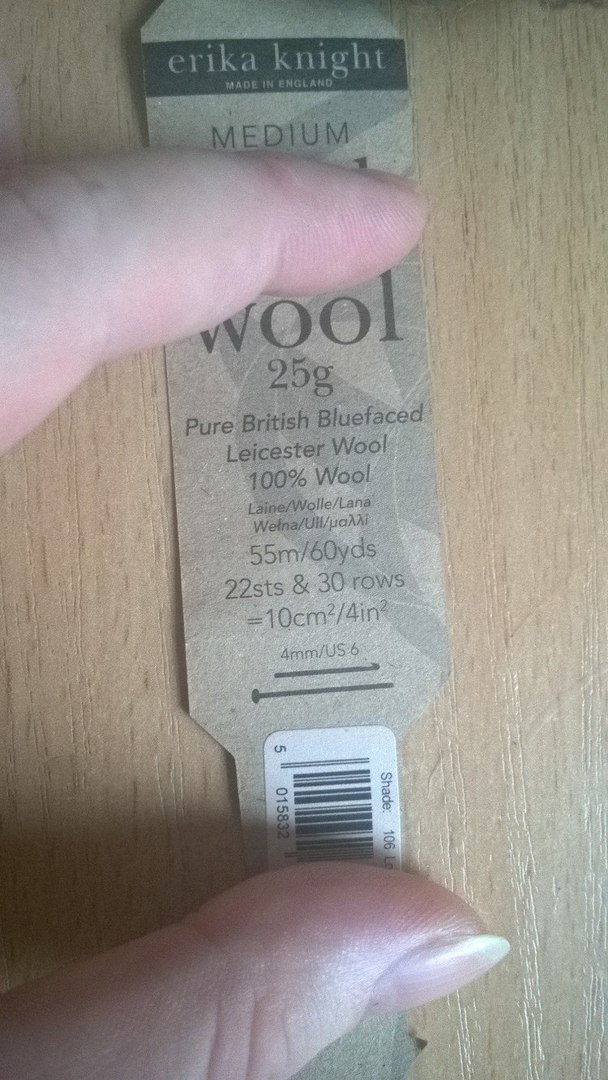 erika knight
MADE IN ENGLAND
MEDIUM
wool
25g
Pure British Bluefaced
Leicester Wool
100% Wool
Laine/Wolle/Lana
Wełna/Ull/μαλλί
55m/60yds
22sts & 30 rows
=10cm²/4in²
4mm/US 6
Shade: 106
5 015832